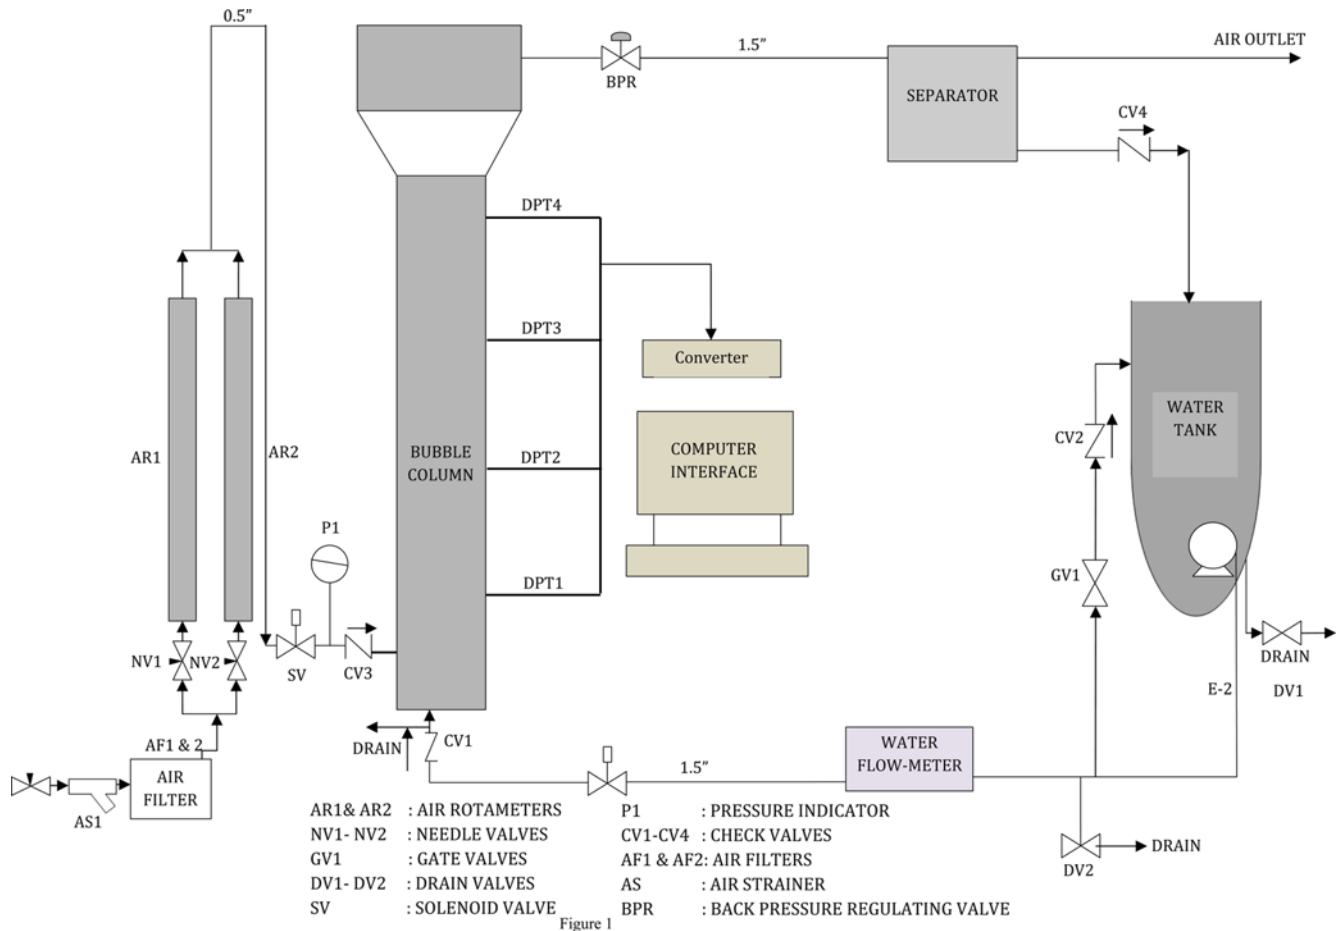 0.5”
1.5”
AIR OUTLET
BPR
SEPARATOR
CV4
DPT4
DPT3
Converter
WATER
TANK
AR1
AR2
BUBBLE
COLUMN
DPT2
COMPUTER
INTERFACE
CV2
P1
DPT1
GV1
NV1
NV2
SV
CV3
DRAIN
DV1
E-2
AF1 & 2
DRAIN
CV1
AIR
FILTER
AS1
1.5”
WATER
FLOW-METER
AR1& AR2 : AIR ROTAMETERS
NV1- NV2 : NEEDLE VALVES
GV1 : GATE VALVES
DV1- DV2 : DRAIN VALVES
SV : SOLENOID VALVE
P1 : PRESSURE INDICATOR
CV1-CV4 : CHECK VALVES
AF1 & AF2: AIR FILTERS
AS : AIR STRAINER
BPR : BACK PRESSURE REGULATING VALVE
DRAIN
DV2
Figure 1